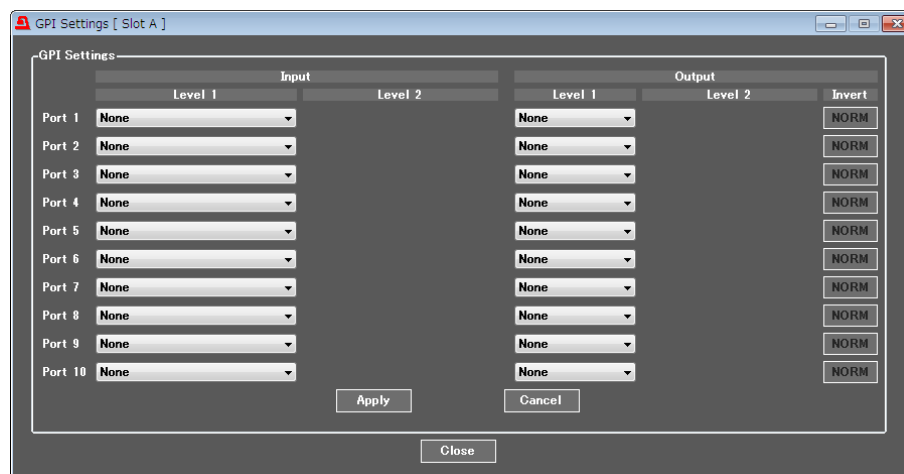 GPI Settings [ Slot A ]
GPI Settings
Input Output
Level 1 Level 2 Level 1 Level 2 Invert
Port 1 None None NORM
Port 2 None None NORM
Port 3 None None NORM
Port 4 None None NORM
Port 5 None None NORM
Port 6 None None NORM
Port 7 None None NORM
Port 8 None None NORM
Port 9 None None NORM
Port 10 None None NORM
Apply Cancel
Close